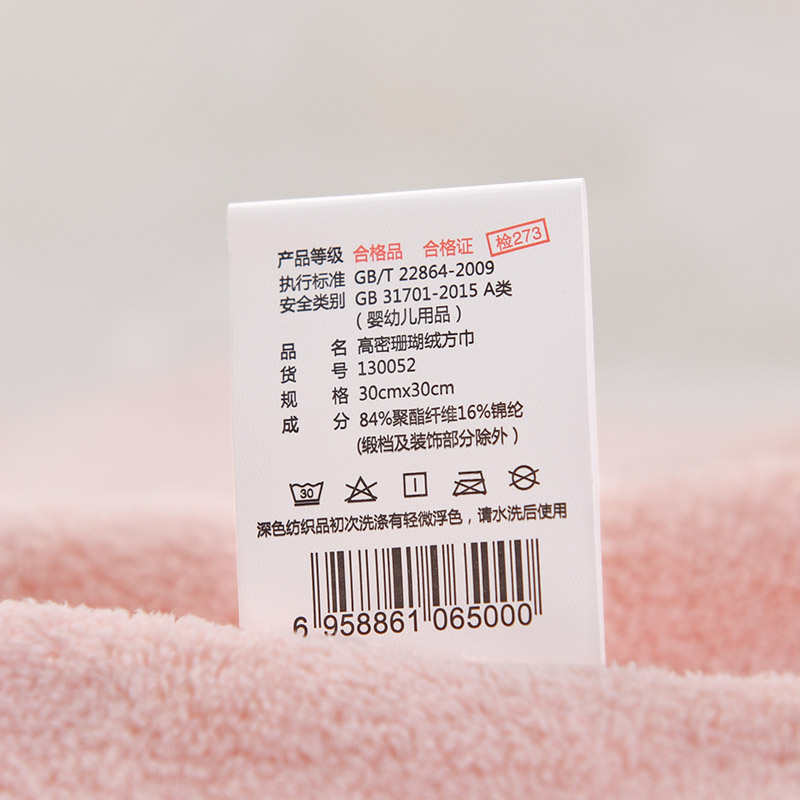 产品等级 合格品 合格证 检273
执行标准 GB/T 22864-2009
安全类别 GB 31701-2015 A类
(婴幼儿用品)
品名 高密珊瑚绒方巾
货号 130052
规格 30cmx30cm
成分 84%聚酯纤维16%锦纶
(缎档及装饰部分除外)
30
深色纺织品初次洗涤有轻微浮色，请水洗后使用
6 958861 065000